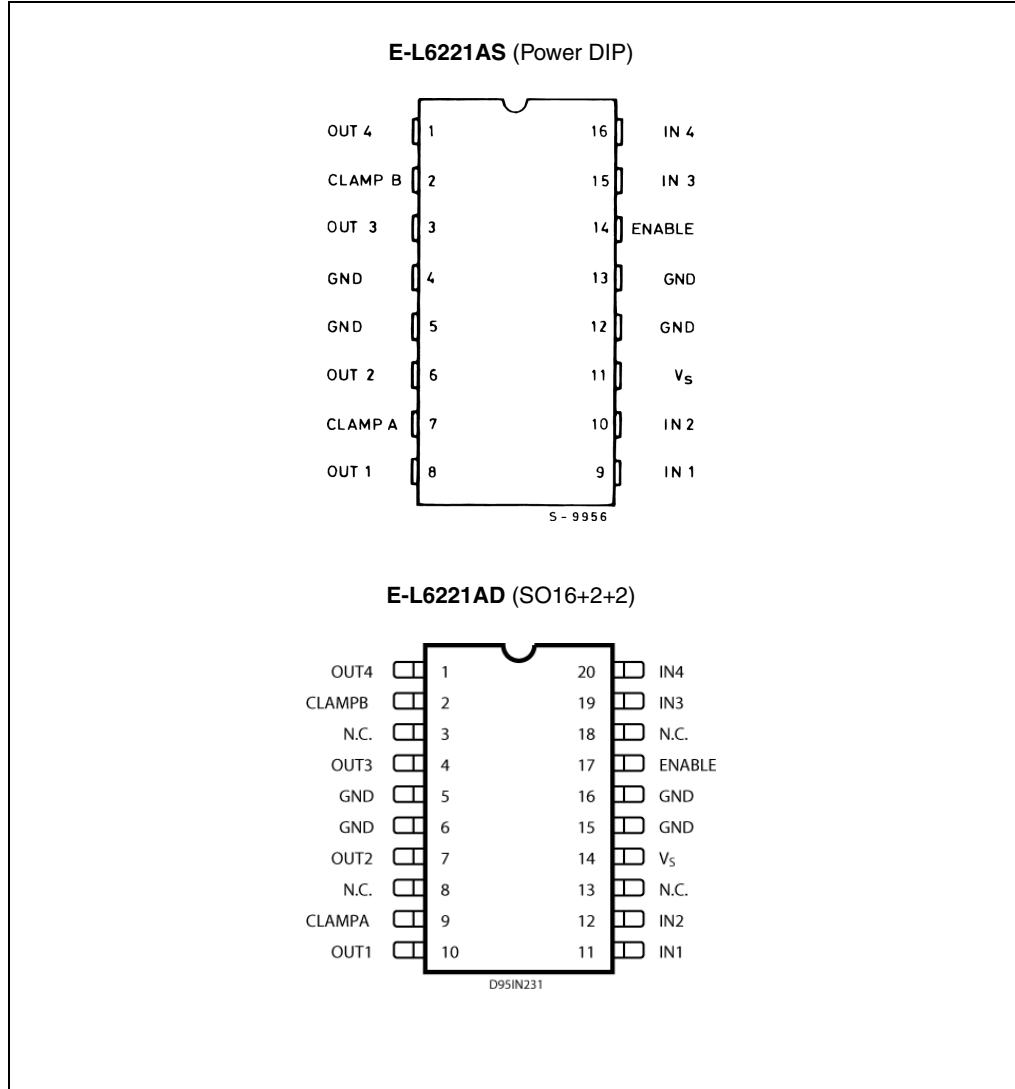 E-L6221AS (Power DIP)
OUT 4 1 16 IN 4
CLAMP B 2 15 IN 3
OUT 3 3 14 ENABLE
GND 4 13 GND
GND 5 12 GND
OUT 2 6 11 VS
CLAMP A 7 10 IN 2
OUT 1 8 9 IN 1
S - 9956
E-L6221AD (SO16+2+2)
OUT4 1 20 IN4
CLAMPB 2 19 IN3
N.C. 3 18 N.C.
OUT3 4 17 ENABLE
GND 5 16 GND
GND 6 15 GND
OUT2 7 14 VS
N.C. 8 13 N.C.
CLAMPA 9 12 IN2
OUT1 10 11 IN1
D95IN231